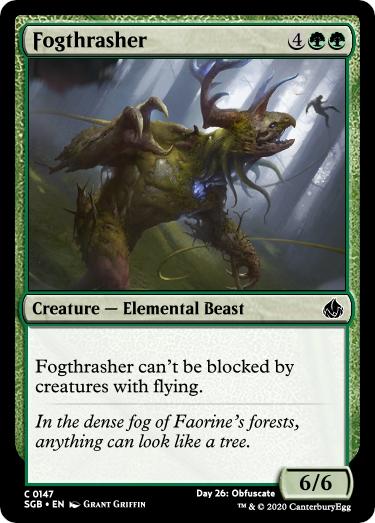 Fogthrasher 4
Creature — Elemental Beast
Fogthrasher can't be blocked by
creatures with flying.
In the dense fog of Faorine's forests,
anything can look like a tree.
6/6
C 0147 Day 26: Obfuscate
SGB • EN Grant Griffin ™ & © 2020 CanterburyEgg